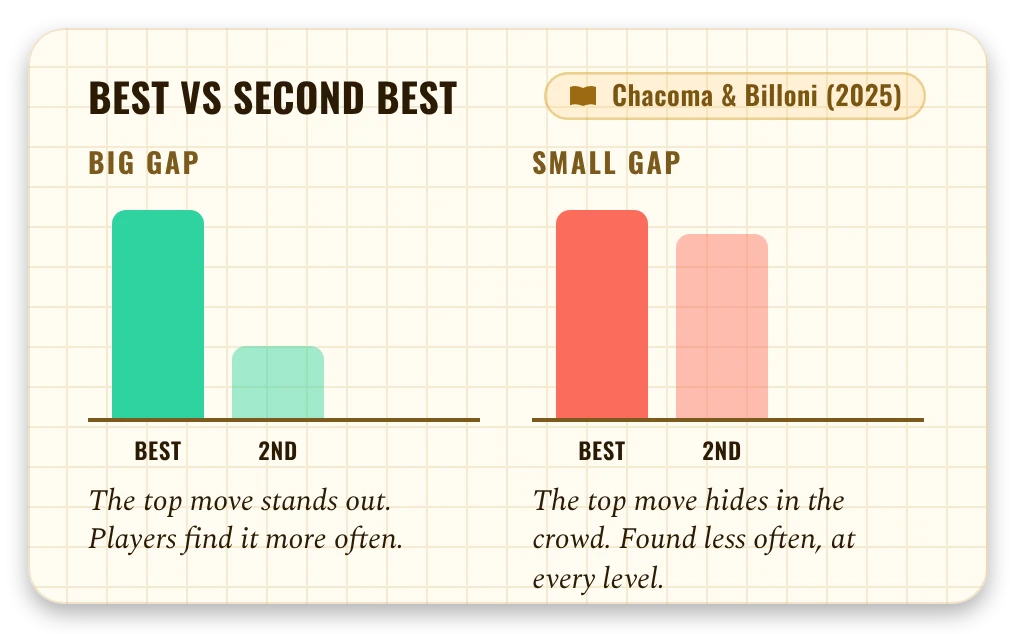 BEST VS SECOND BEST
Chacoma & Billoni (2025)
BIG GAP
BEST
2ND
The top move stands out.
Players find it more often.
SMALL GAP
BEST
2ND
The top move hides in the
crowd. Found less often, at
every level.